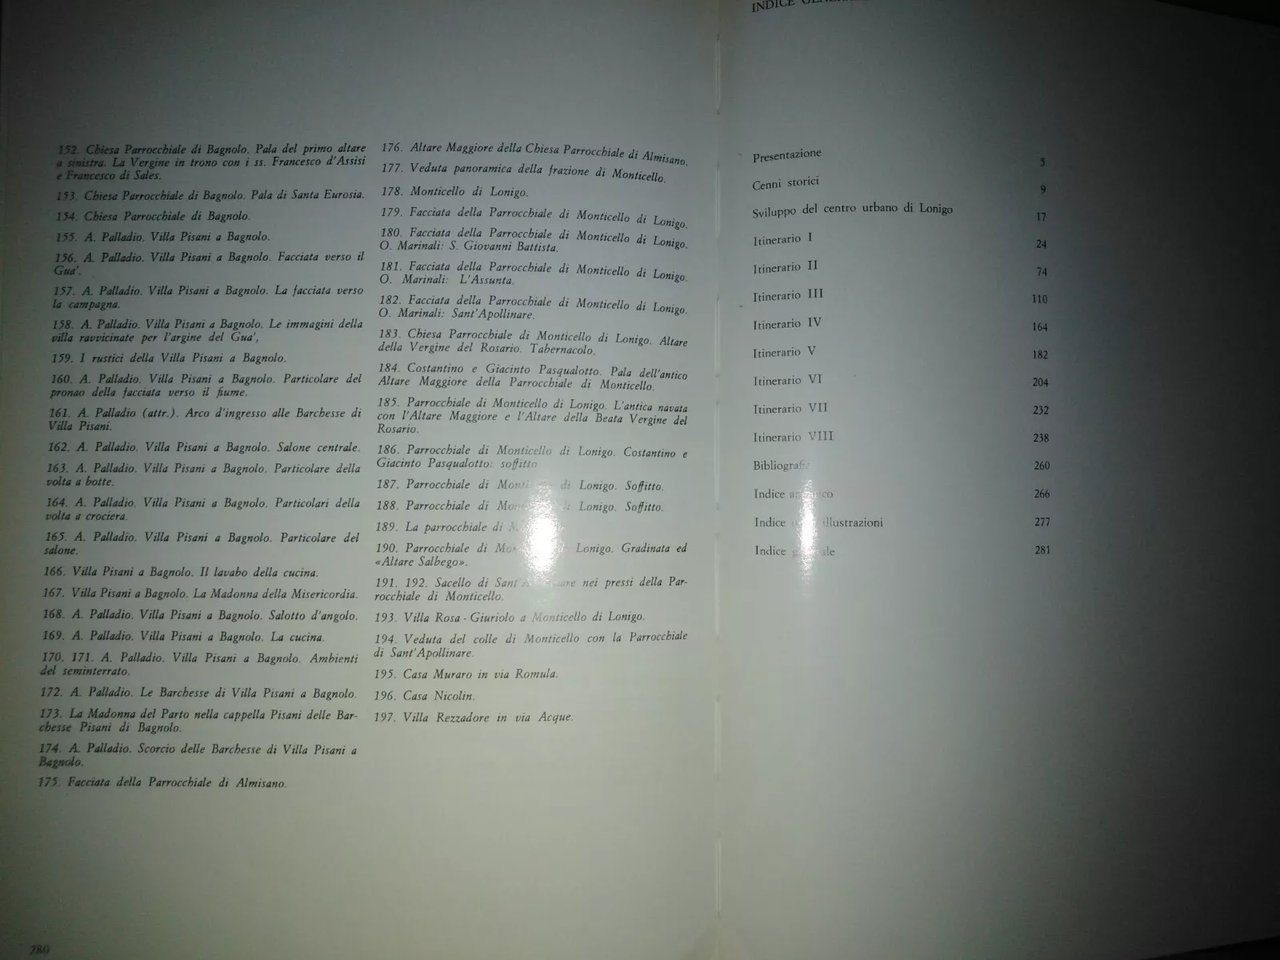 152. Chiesa Parrocchiale di Bagnolo. Pala del primo altare
a sinistra. La Vergine in trono con i ss. Francesco d'Assisi
e Francesco di Sales.
153. Chiesa Parrocchiale di Bagnolo. Pala di Santa Eurosia.
154. Chiesa Parrocchiale di Bagnolo.
155. A. Palladio. Villa Pisani a Bagnolo.
156. A. Palladio. Villa Pisani a Bagnolo. Facciata verso il
Gua'.
157. A. Palladio. Villa Pisani a Bagnolo. La facciata verso
la campagna.
158. A. Palladio. Villa Pisani a Bagnolo. Le immagini della
villa ravvicinate per l'argine del Gua',
159. I rustici della Villa Pisani a Bagnolo.
160. A. Palladio. Villa Pisani a Bagnolo. Particolare del
pronao della facciata verso il fiume.
161. A. Palladio (attr.). Arco d'ingresso alle Barchesse di
Villa Pisani.
162. A. Palladio. Villa Pisani a Bagnolo. Salone centrale.
163. A. Palladio. Villa Pisani a Bagnolo. Particolare della
volta a botte.
164. A. Palladio. Villa Pisani a Bagnolo. Particolari della
volta a crociera.
165. A. Palladio. Villa Pisani a Bagnolo. Particolare del
salone.
166. Villa Pisani a Bagnolo. Il lavabo della cucina.
167. Villa Pisani a Bagnolo. La Madonna della Misericordia.
168. A. Palladio. Villa Pisani a Bagnolo. Salotto d'angolo.
169. A. Palladio. Villa Pisani a Bagnolo. La cucina.
170. 171. A. Palladio. Villa Pisani a Bagnolo. Ambienti
del seminterrato.
172. A. Palladio. Le Barchesse di Villa Pisani a Bagnolo.
173. La Madonna del Parto nella cappella Pisani delle Bar-
chesse Pisani di Bagnolo.
174. A. Palladio. Scorcio delle Barchesse di Villa Pisani a
Bagnolo.
175. Facciata della Parrocchiale di Almisano.
176. Altare Maggiore della Chiesa Parrocchiale di Almisano.
177. Veduta panoramica della frazione di Monticello.
178. Monticello di Lonigo.
179. Facciata della Parrocchiale di Monticello di Lonigo.
180. Facciata della Parrocchiale di Monticello di Lonigo.
O. Marinali: S. Giovanni Battista.
181. Facciata della Parrocchiale di Monticello di Lonigo.
O. Marinali: L'Assunta.
182. Facciata della Parrocchiale di Monticello di Lonigo.
O. Marinali: Sant'Apollinare.
183. Chiesa Parrocchiale di Monticello di Lonigo. Altare
della Vergine del Rosario. Tabernacolo.
184. Costantino e Giacinto Pasqualotto. Pala dell'antico
Altare Maggiore della Parrocchiale di Monticello.
185. Parrocchiale di Monticello di Lonigo. L'antica navata
con l'Altare Maggiore e l'Altare della Beata Vergine del
Rosario.
186. Parrocchiale di Monticello di Lonigo. Costantino e
Giacinto Pasqualotto: soffitto
187. Parrocchiale di di Lonigo. Soffitto.
188. Parrocchiale di Lonigo. Soffitto.
189. La parrocchiale di
190. Parrocchiale di Lonigo. Gradinata ed
«Altare Salbego».
191. 192. Sacello di nei pressi della Par-
rocchiale di Monticello.
193. Villa Rosa - Giuriolo a Monticello di Lonigo.
194. Veduta del colle di Monticello con la Parrocchiale
di Sant'Apollinare.
195. Casa Muraro in via Romula.
196. Casa Nicolin.
197. Villa Rezzadore in via Acque.
280
INDICE
Presentazione 5
Cenni storici 9
Sviluppo del centro urbano di Lonigo 17
Itinerario I 24
Itinerario II 74
Itinerario III 110
Itinerario IV 164
Itinerario V 182
Itinerario VI 204
Itinerario VII 232
Itinerario VIII 238
Bibliografia 260
Indice 266
Indice illustrazioni 277
Indice 281